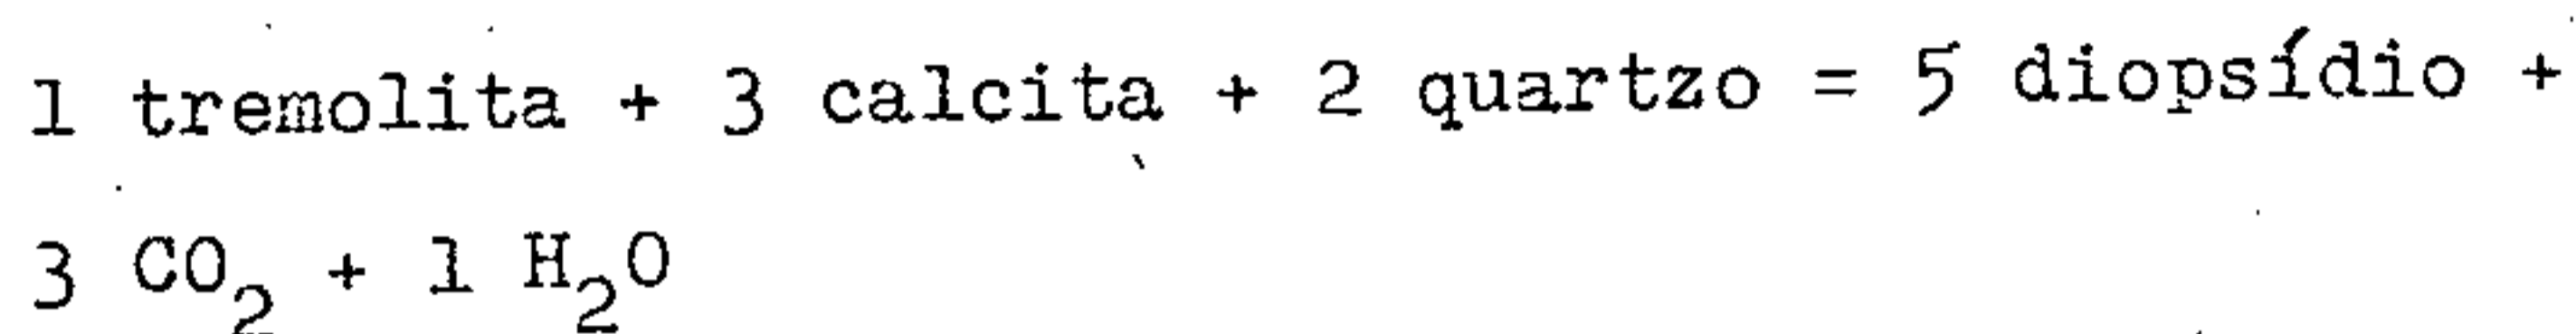 1 tremolita + 3 calcita + 2 quartzo = 5 diopsídio +
3 CO₂ + 1 H₂O